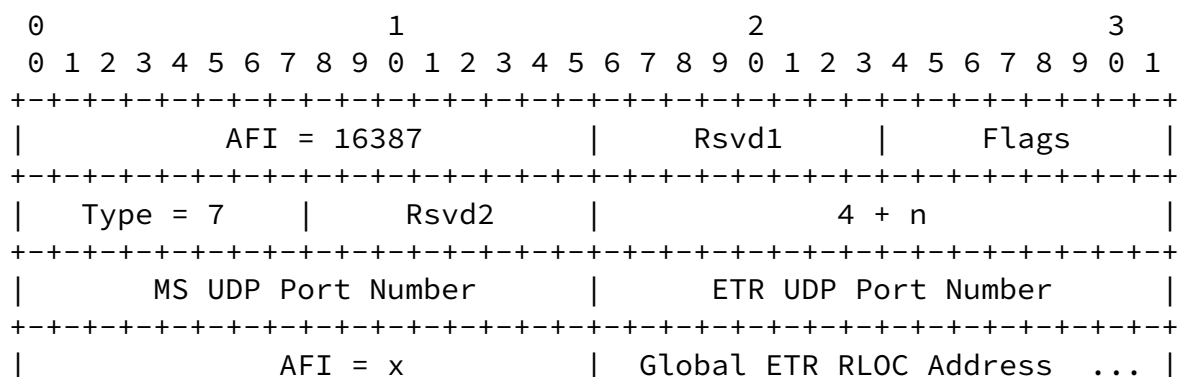 0                   1                   2                   3
0 1 2 3 4 5 6 7 8 9 0 1 2 3 4 5 6 7 8 9 0 1 2 3 4 5 6 7 8 9 0 1
+-+-+-+-+-+-+-+-+-+-+-+-+-+-+-+-+-+-+-+-+-+-+-+-+-+-+-+-+-+-+-+-+
|           AFI = 16387         |     Rsvd1     |     Flags     |
+-+-+-+-+-+-+-+-+-+-+-+-+-+-+-+-+-+-+-+-+-+-+-+-+-+-+-+-+-+-+-+-+
|   Type = 7    |     Rsvd2     |             4 + n             |
+-+-+-+-+-+-+-+-+-+-+-+-+-+-+-+-+-+-+-+-+-+-+-+-+-+-+-+-+-+-+-+-+
|       MS UDP Port Number      |      ETR UDP Port Number      |
+-+-+-+-+-+-+-+-+-+-+-+-+-+-+-+-+-+-+-+-+-+-+-+-+-+-+-+-+-+-+-+-+
|              AFI = x          |  Global ETR RLOC Address  ... |